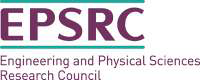 EPSRC
Engineering and Physical Sciences
Research Council